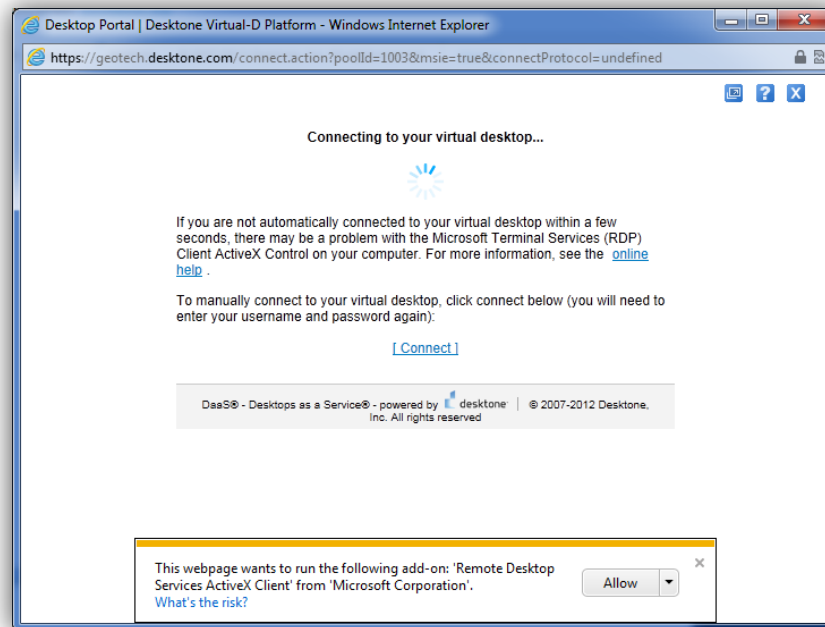 Desktop Portal | Desktone Virtual-D Platform - Windows Internet Explorer
https://geotech.desktone.com/connect.action?poolId=1003&msie=true&connectProtocol=undefined
Connecting to your virtual desktop...
If you are not automatically connected to your virtual desktop within a few
seconds, there may be a problem with the Microsoft Terminal Services (RDP)
Client ActiveX Control on your computer. For more information, see the online
help .
To manually connect to your virtual desktop, click connect below (you will need to
enter your username and password again):
[ Connect ]
DaaS® - Desktops as a Service® - powered by desktone | © 2007-2012 Desktone,
Inc. All rights reserved
This webpage wants to run the following add-on: 'Remote Desktop
Services ActiveX Client' from 'Microsoft Corporation'.
What's the risk?
Allow